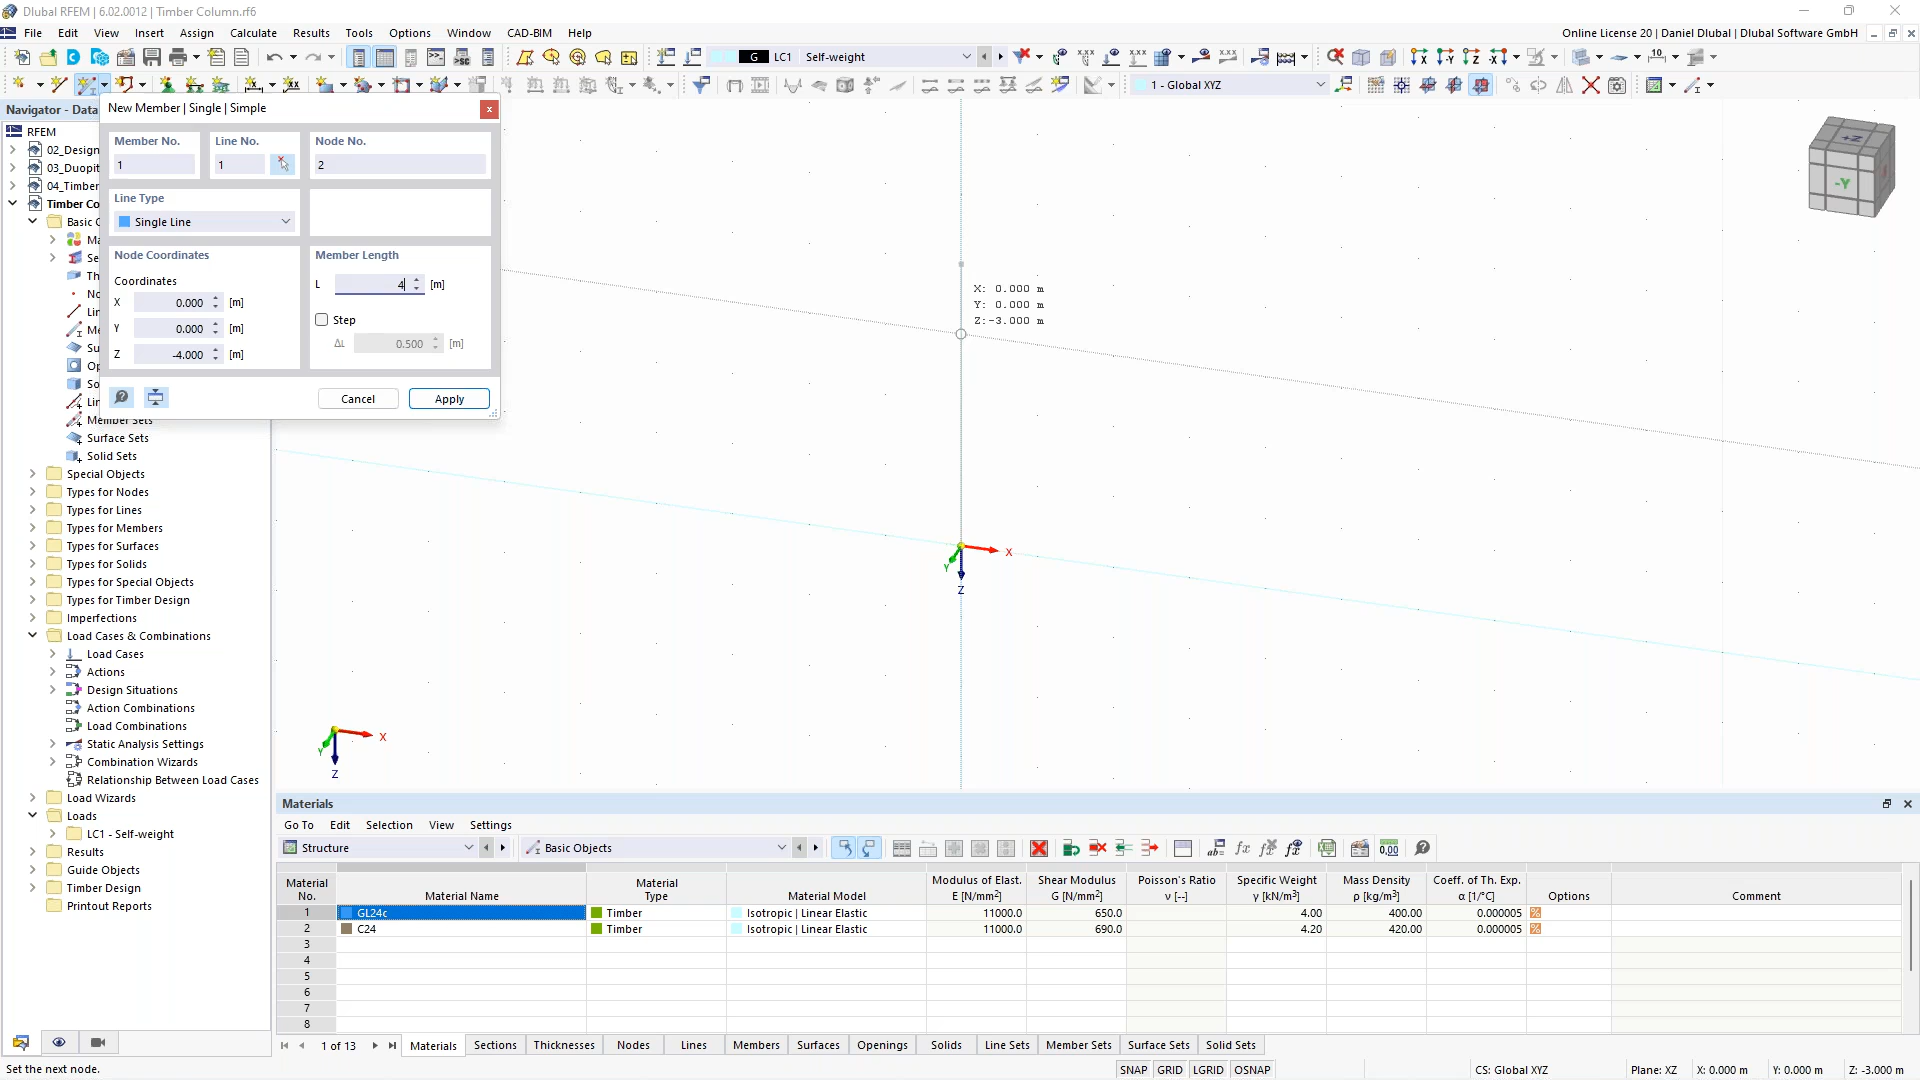 Dlubal RFEM | 6.02.0012 | Timber Column.rf6
File Edit View Insert Assign Calculate Results Tools Options Window CAD-BIM Help
Online License 20 | Daniel Dlubal | Dlubal Software GmbH
G LC1 Self-weight
1 - Global XYZ
Navigator - Data
RFEM
02_Design
03_Duopit
04_Timber
Timber Co
Basic O
Ma
Se
Th
No
Lin
Me
Su
Op
So
Lin
Member Sets
Surface Sets
Solid Sets
Special Objects
Types for Nodes
Types for Lines
Types for Members
Types for Surfaces
Types for Solids
Types for Special Objects
Types for Timber Design
Imperfections
Load Cases & Combinations
Load Cases
Actions
Design Situations
Action Combinations
Load Combinations
Static Analysis Settings
Combination Wizards
Relationship Between Load Cases
Load Wizards
Loads
LC1 - Self-weight
Results
Guide Objects
Timber Design
Printout Reports
New Member | Single | Simple
Member No.
1
Line No.
1
Node No.
2
Line Type
Single Line
Node Coordinates
Coordinates
X 0.000 [m]
Y 0.000 [m]
Z -4.000 [m]
Member Length
L 4 [m]
Step
ΔL 0.500 [m]
Cancel Apply
X: 0.000 m
Y: 0.000 m
Z:-3.000 m
+Z
-Y
X
Y
Z
X
Y
Z
Materials
Go To Edit Selection View Settings
Structure Basic Objects
Material No. Material Name Material Type Material Model Modulus of Elast. E [N/mm²] Shear Modulus G [N/mm²] Poisson's Ratio ν [--] Specific Weight γ [kN/m³] Mass Density ρ [kg/m³] Coeff. of Th. Exp. α [1/°C] Options Comment
1 GL24c Timber Isotropic | Linear Elastic 11000.0 650.0 4.00 400.00 0.000005
2 C24 Timber Isotropic | Linear Elastic 11000.0 690.0 4.20 420.00 0.000005
3
4
5
6
7
8
1 of 13 Materials Sections Thicknesses Nodes Lines Members Surfaces Openings Solids Line Sets Member Sets Surface Sets Solid Sets
Set the next node.
SNAP GRID LGRID OSNAP
CS: Global XYZ
Plane: XZ
X: 0.000 m
Y: 0.000 m
Z: -3.000 m